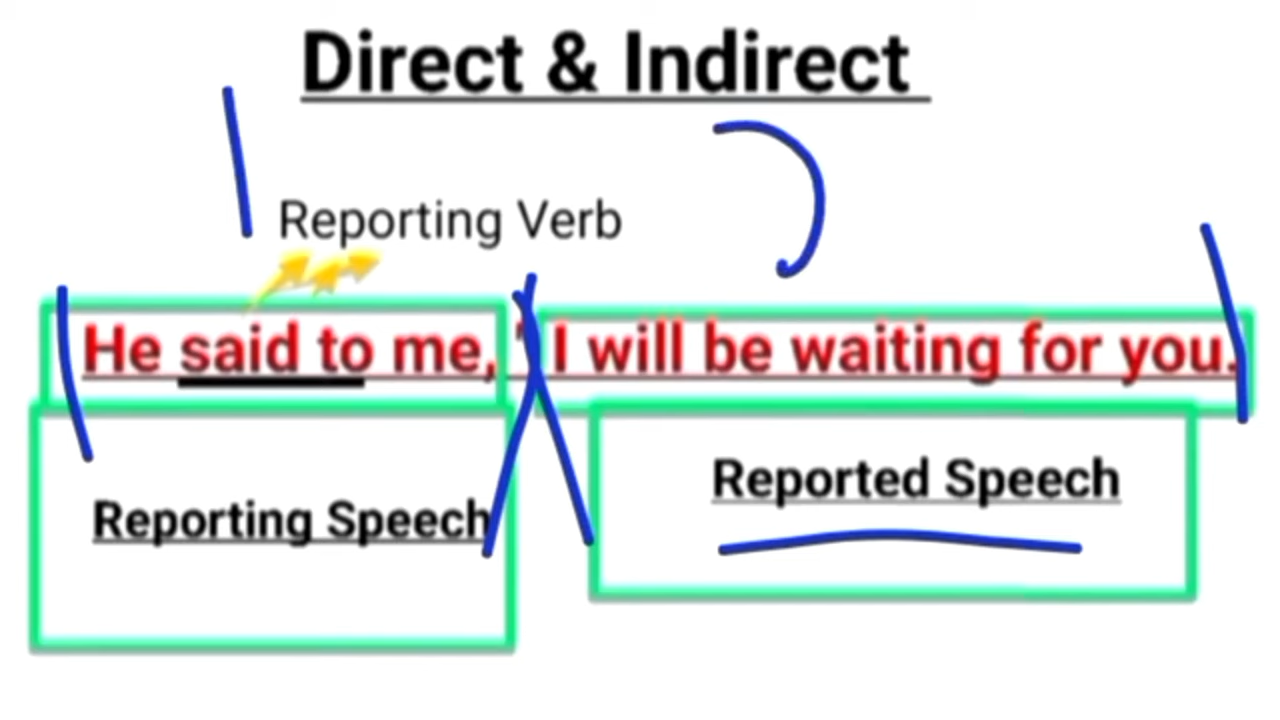 Direct & Indirect
Reporting Verb
He said to me, "I will be waiting for you.
Reporting Speech
Reported Speech